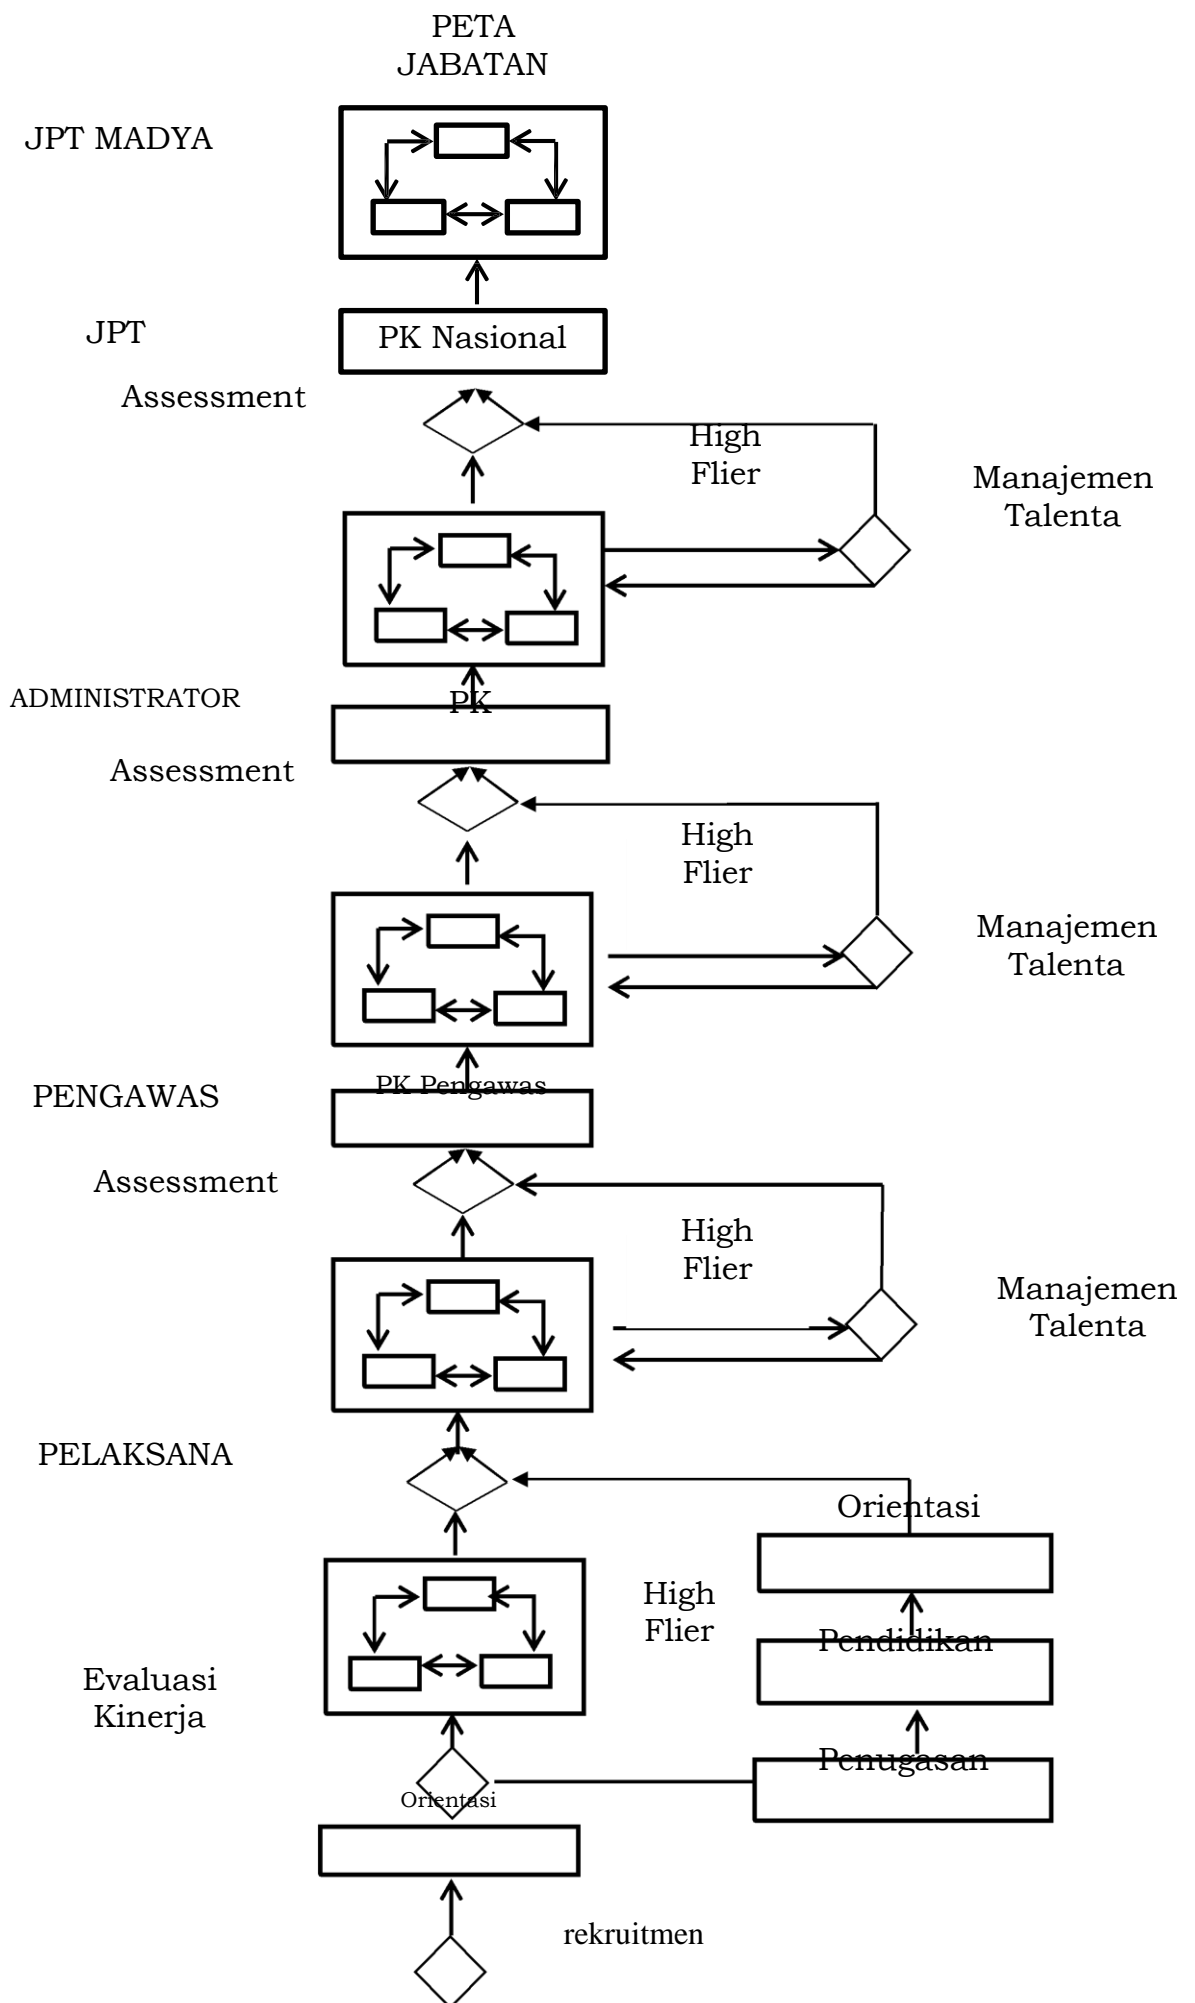 PETA
JABATAN
JPT MADYA
JPT
PK Nasional
Assessment
High
Flier
Manajemen
Talenta
ADMINISTRATOR
PK
Assessment
High
Flier
Manajemen
Talenta
PENGAWAS
PK Pengawas
Assessment
High
Flier
Manajemen
Talenta
PELAKSANA
Orientasi
High
Flier
Pendidikan
Evaluasi
Kinerja
Penugasan
Orientasi
rekruitmen